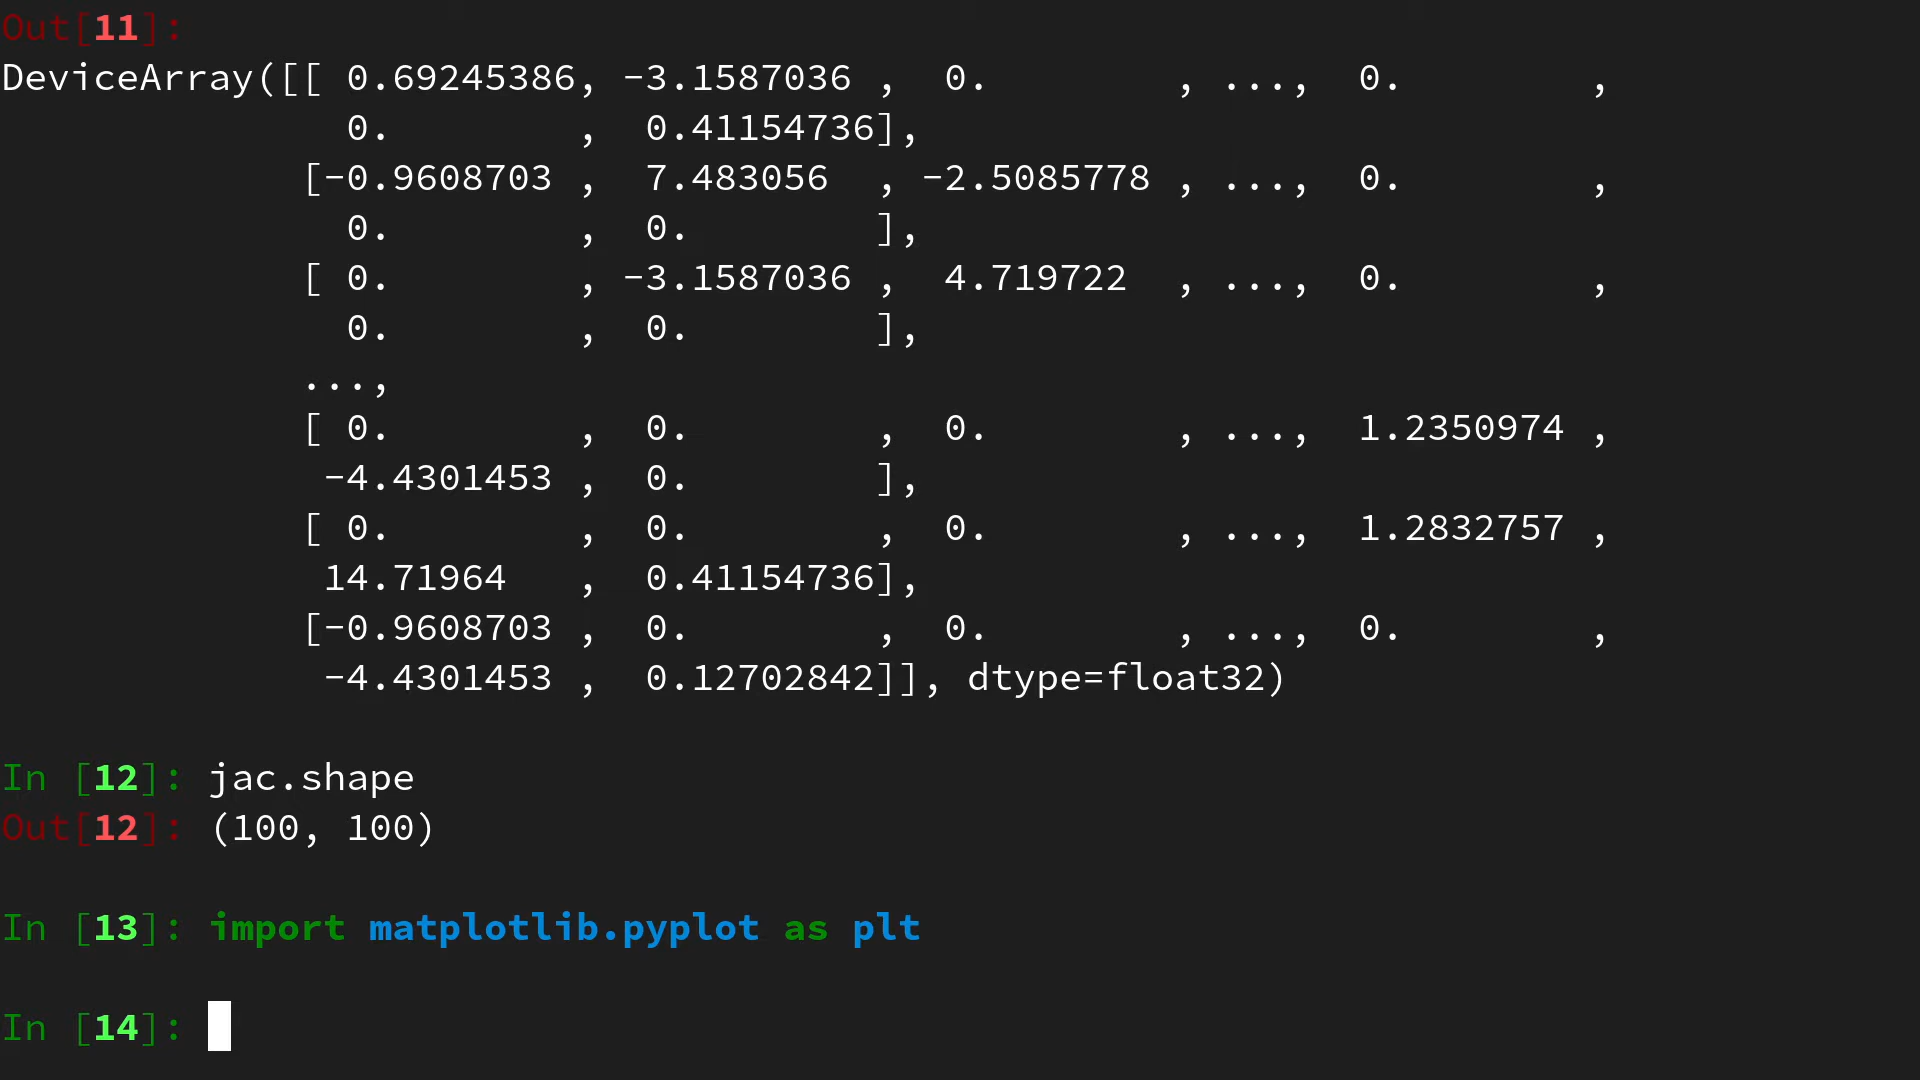 Out[11]:
DeviceArray([[ 0.69245386, -3.1587036 ,  0.        , ...,  0.        ,
               0.        ,  0.41154736],
             [-0.9608703 ,  7.483056  , -2.5085778 , ...,  0.        ,
               0.        ,  0.        ],
             [ 0.        , -3.1587036 ,  4.719722  , ...,  0.        ,
               0.        ,  0.        ],
             ...,
             [ 0.        ,  0.        ,  0.        , ...,  1.2350974 ,
              -4.4301453 ,  0.        ],
             [ 0.        ,  0.        ,  0.        , ...,  1.2832757 ,
              14.71964   ,  0.41154736],
             [-0.9608703 ,  0.        ,  0.        , ...,  0.        ,
              -4.4301453 ,  0.12702842]], dtype=float32)
In [12]: jac.shape
Out[12]: (100, 100)
In [13]: import matplotlib.pyplot as plt
In [14]: